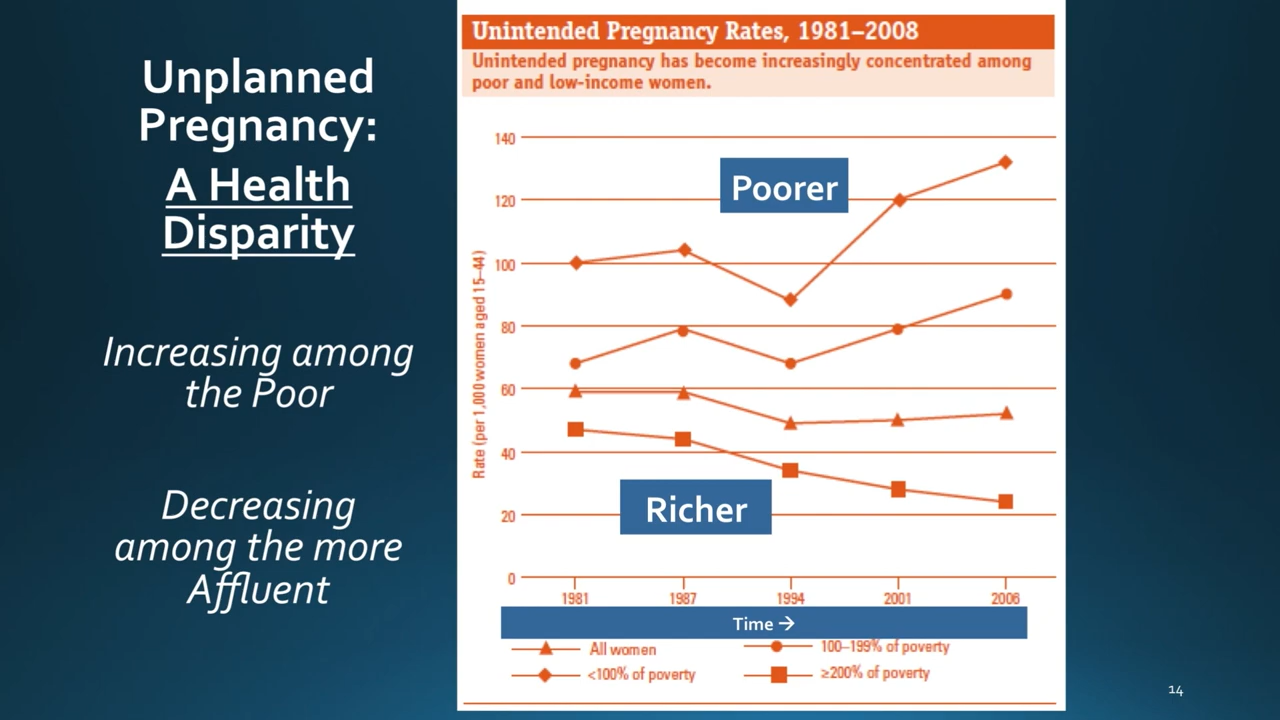 Unplanned
Pregnancy:
A Health
Disparity
Increasing among
the Poor
Decreasing
among the more
Affluent
Unintended Pregnancy Rates, 1981–2008
Unintended pregnancy has become increasingly concentrated among
poor and low-income women.
Rate (per 1,000 women aged 15–44)
140
120
100
80
60
40
20
0
Poorer
Richer
1981 1987 1994 2001 2006
Time →
All women
100–199% of poverty
<100% of poverty
≥200% of poverty
14